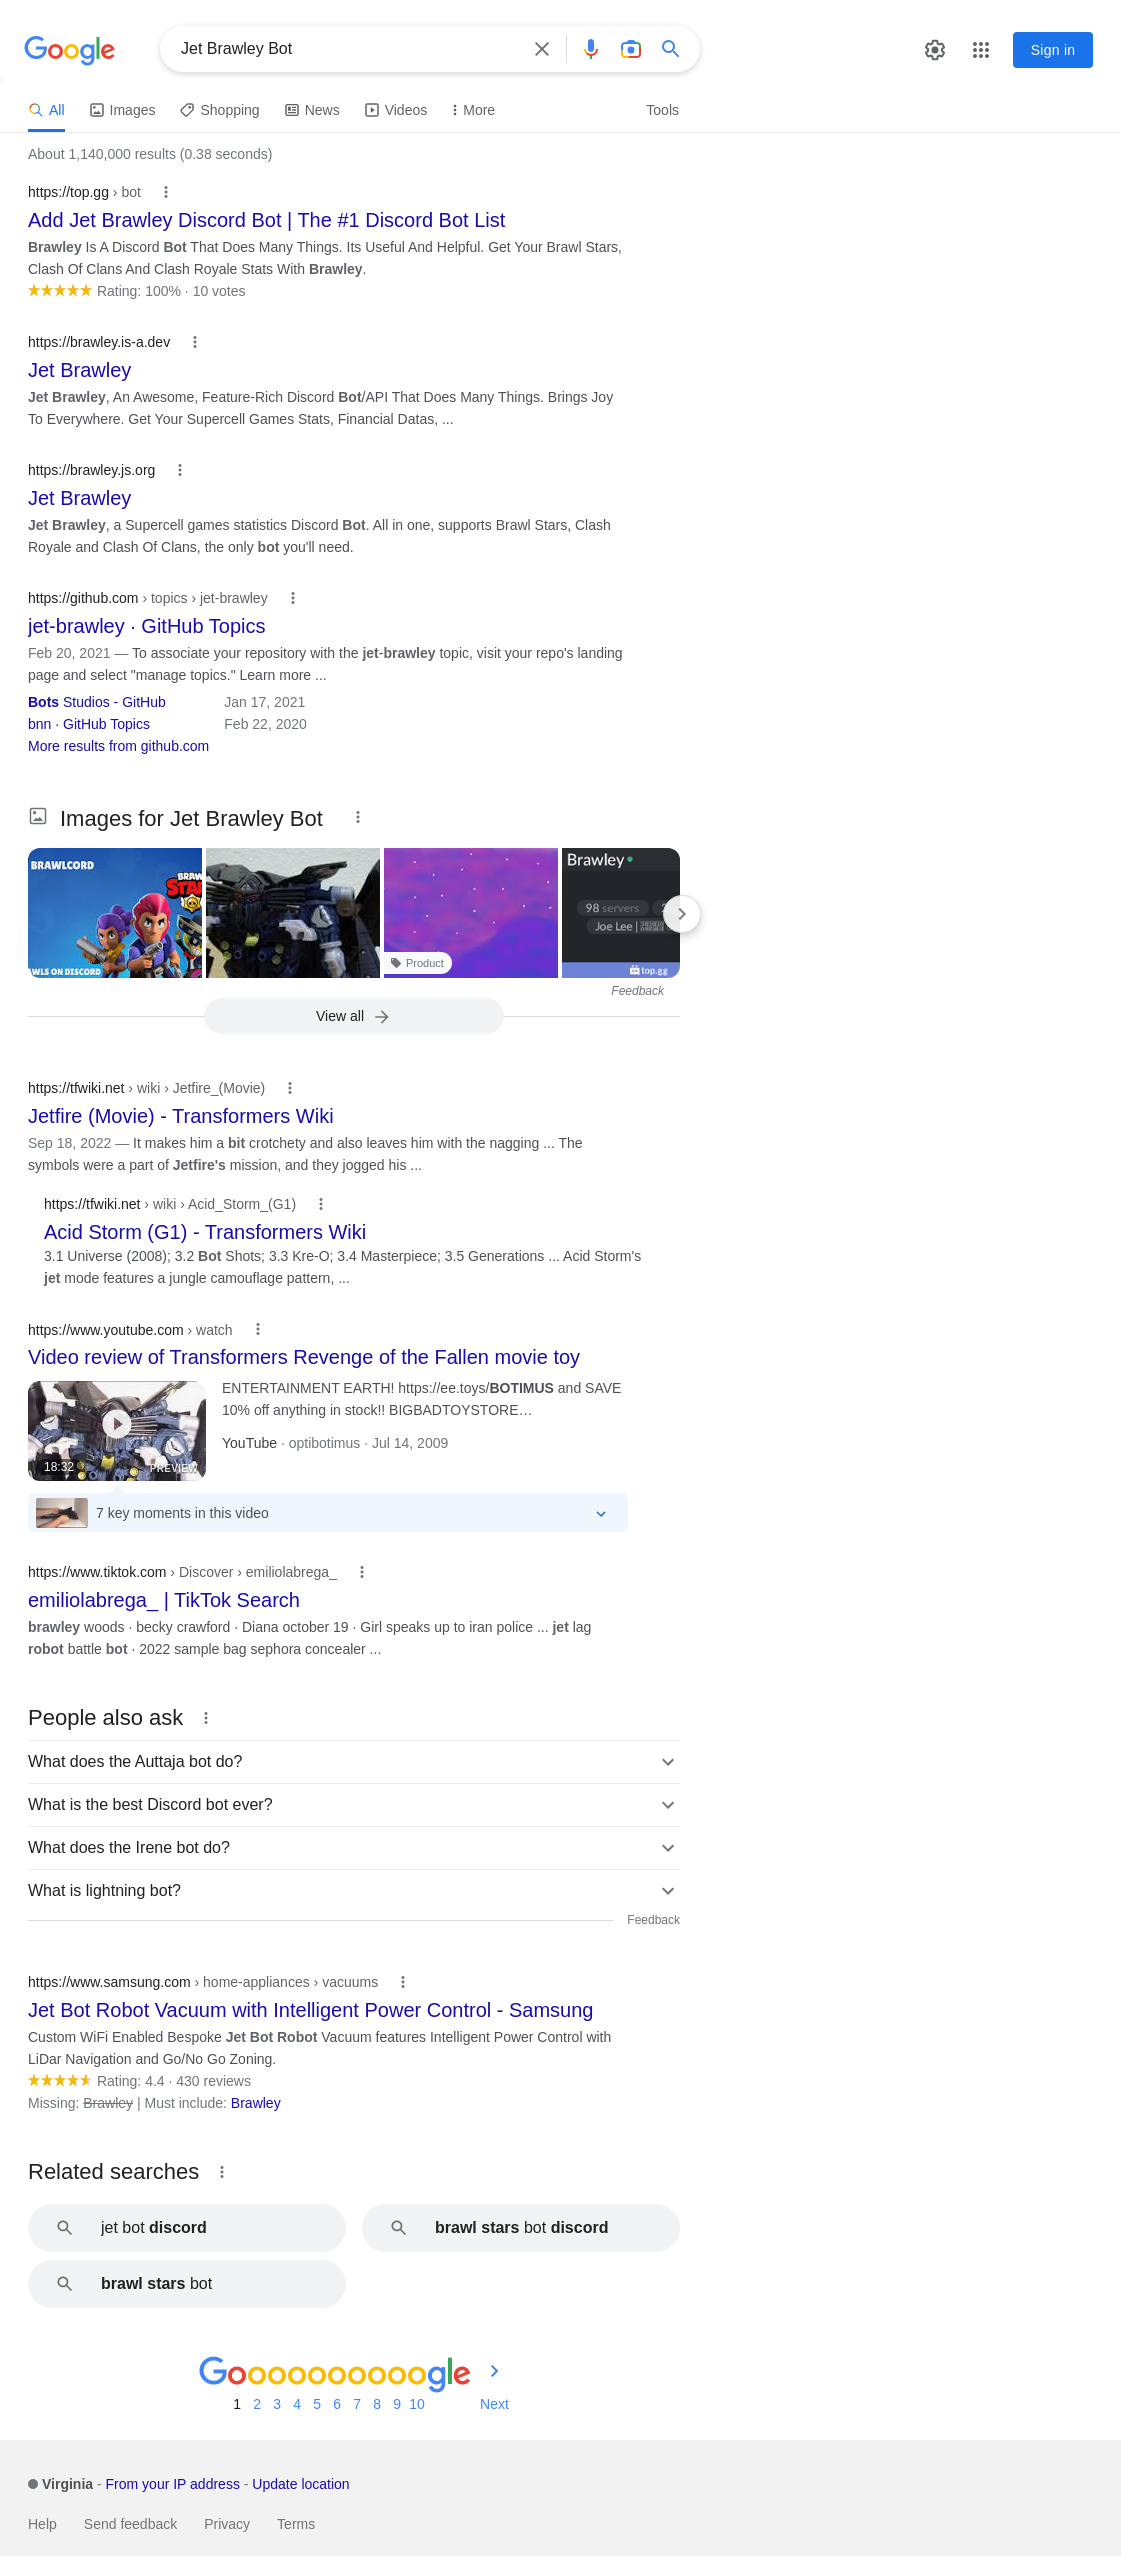 Google
Jet Brawley Bot
Sign in
All
Images
Shopping
News
Videos
More
Tools
About 1,140,000 results (0.38 seconds)
https://top.gg › bot
Add Jet Brawley Discord Bot | The #1 Discord Bot List
Brawley Is A Discord Bot That Does Many Things. Its Useful And Helpful. Get Your Brawl Stars,
Clash Of Clans And Clash Royale Stats With Brawley.
Rating: 100% · 10 votes
https://brawley.is-a.dev
Jet Brawley
Jet Brawley, An Awesome, Feature-Rich Discord Bot/API That Does Many Things. Brings Joy
To Everywhere. Get Your Supercell Games Stats, Financial Datas, ...
https://brawley.js.org
Jet Brawley
Jet Brawley, a Supercell games statistics Discord Bot. All in one, supports Brawl Stars, Clash
Royale and Clash Of Clans, the only bot you'll need.
https://github.com › topics › jet-brawley
jet-brawley · GitHub Topics
Feb 20, 2021 — To associate your repository with the jet-brawley topic, visit your repo's landing
page and select "manage topics." Learn more ...
Bots Studios - GitHub Jan 17, 2021
bnn · GitHub Topics Feb 22, 2020
More results from github.com
Images for Jet Brawley Bot
BRAWLCORD
BRAW
STA
AWLS ON DISCORD
Product
Brawley
98 servers
Joe Lee |
top.gg
Feedback
View all
https://tfwiki.net › wiki › Jetfire_(Movie)
Jetfire (Movie) - Transformers Wiki
Sep 18, 2022 — It makes him a bit crotchety and also leaves him with the nagging ... The
symbols were a part of Jetfire's mission, and they jogged his ...
https://tfwiki.net › wiki › Acid_Storm_(G1)
Acid Storm (G1) - Transformers Wiki
3.1 Universe (2008); 3.2 Bot Shots; 3.3 Kre-O; 3.4 Masterpiece; 3.5 Generations ... Acid Storm's
jet mode features a jungle camouflage pattern, ...
https://www.youtube.com › watch
Video review of Transformers Revenge of the Fallen movie toy
18:32
PREVIEW
ENTERTAINMENT EARTH! https://ee.toys/BOTIMUS and SAVE
10% off anything in stock!! BIGBADTOYSTORE…
YouTube · optibotimus · Jul 14, 2009
7 key moments in this video
https://www.tiktok.com › Discover › emiliolabrega_
emiliolabrega_ | TikTok Search
brawley woods · becky crawford · Diana october 19 · Girl speaks up to iran police ... jet lag
robot battle bot · 2022 sample bag sephora concealer ...
People also ask
What does the Auttaja bot do?
What is the best Discord bot ever?
What does the Irene bot do?
What is lightning bot?
Feedback
https://www.samsung.com › home-appliances › vacuums
Jet Bot Robot Vacuum with Intelligent Power Control - Samsung
Custom WiFi Enabled Bespoke Jet Bot Robot Vacuum features Intelligent Power Control with
LiDar Navigation and Go/No Go Zoning.
Rating: 4.4 · 430 reviews
Missing: Brawley | Must include: Brawley
Related searches
jet bot discord
brawl stars bot discord
brawl stars bot
Goooooooooogle
1 2 3 4 5 6 7 8 9 10 Next
Virginia - From your IP address - Update location
Help Send feedback Privacy Terms